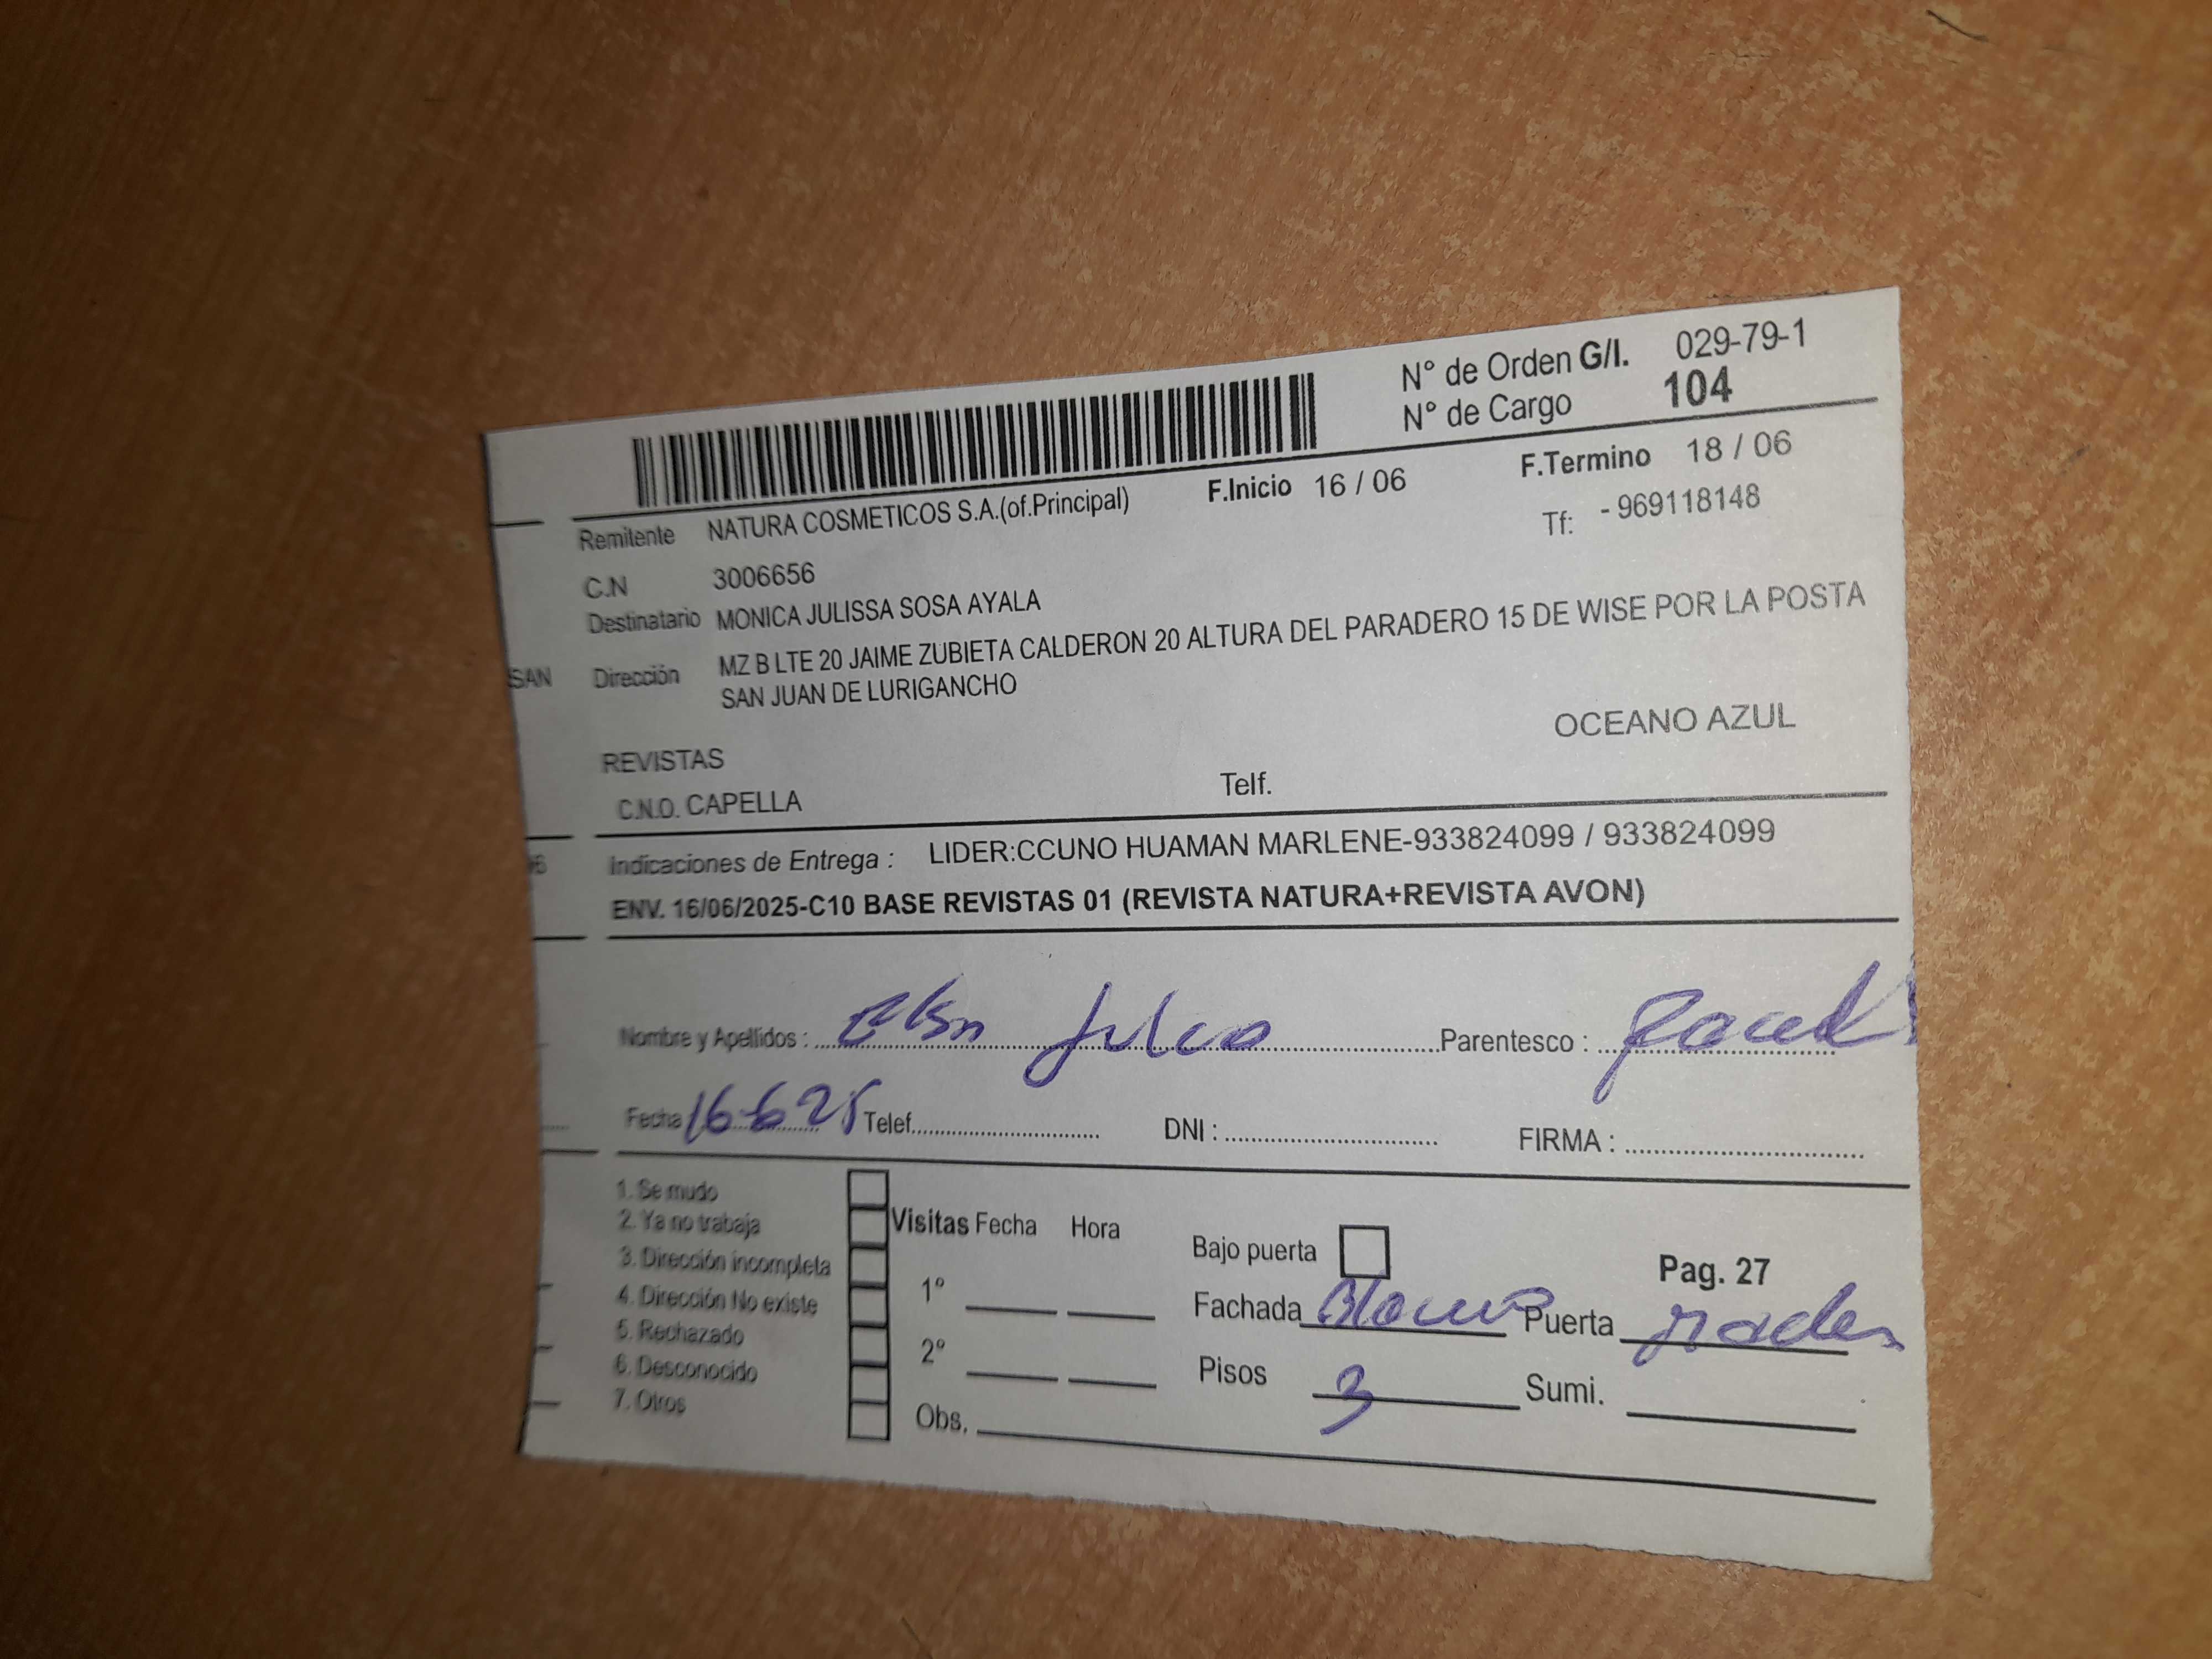 N° de Orden G/I. 029-79-1
N° de Cargo 104
F.Inicio 16 / 06 F.Termino 18 / 06
Remitente NATURA COSMETICOS S.A.(of.Principal) Tf: - 969118148
C.N 3006656
Destinatario MONICA JULISSA SOSA AYALA
SAN Dirección MZ B LTE 20 JAIME ZUBIETA CALDERON 20 ALTURA DEL PARADERO 15 DE WISE POR LA POSTA
SAN JUAN DE LURIGANCHO
OCEANO AZUL
REVISTAS
C.N.O. CAPELLA Telf.
Indicaciones de Entrega : LIDER:CCUNO HUAMAN MARLENE-933824099 / 933824099
ENV. 16/06/2025-C10 BASE REVISTAS 01 (REVISTA NATURA+REVISTA AVON)
Nombre y Apellidos : Parentesco :
Fecha 16-6-25 Telef. DNI : FIRMA :
1. Se mudo
2. Ya no trabaja Visitas Fecha Hora
3. Dirección incompleta Bajo puerta Pag. 27
4. Dirección No existe 1º Fachada Blanco Puerta
5. Rechazado
6. Desconocido 2º Pisos 3 Sumi.
7. Otros Obs.